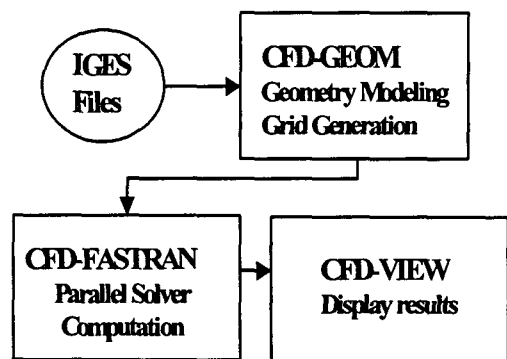 IGES
Files
CFD-GEOM
Geometry Modeling
Grid Generation
CFD-FASTRAN
Parallel Solver
Computation
CFD-VIEW
Display results